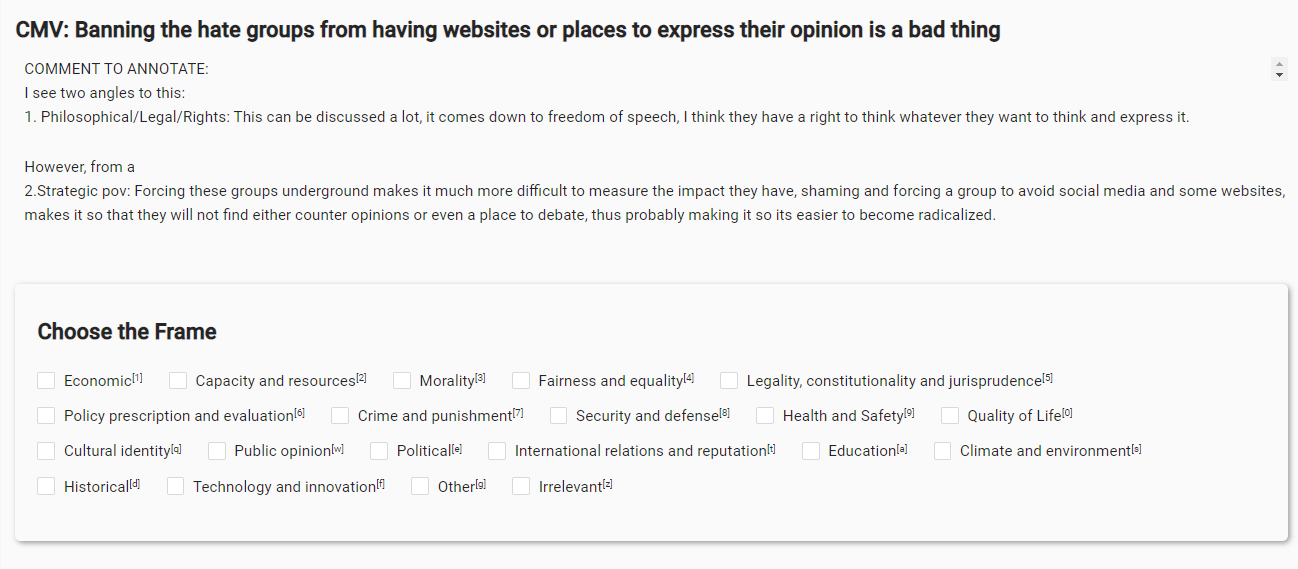 CMV: Banning the hate groups from having websites or places to express their opinion is a bad thing
COMMENT TO ANNOTATE:
I see two angles to this:
1. Philosophical/Legal/Rights: This can be discussed a lot, it comes down to freedom of speech, I think they have a right to think whatever they want to think and express it.
However, from a
2.Strategic pov: Forcing these groups underground makes it much more difficult to measure the impact they have, shaming and forcing a group to avoid social media and some websites,
makes it so that they will not find either counter opinions or even a place to debate, thus probably making it so its easier to become radicalized.
Choose the Frame
Economic[1] Capacity and resources[2] Morality[3] Fairness and equality[4] Legality, constitutionality and jurisprudence[5]
Policy prescription and evaluation[6] Crime and punishment[7] Security and defense[8] Health and Safety[9] Quality of Life[0]
Cultural identity[q] Public opinion[w] Political[e] International relations and reputation[t] Education[a] Climate and environment[s]
Historical[d] Technology and innovation[f] Other[g] Irrelevant[z]